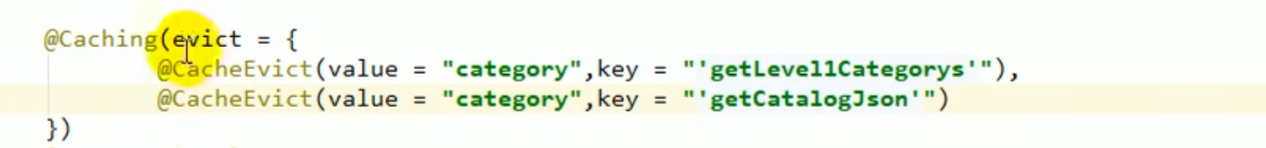 @Caching(evict = {
@CacheEvict(value = "category",key = "'getLevel1Categorys'"),
@CacheEvict(value = "category",key = "'getCatalogJson'")
})